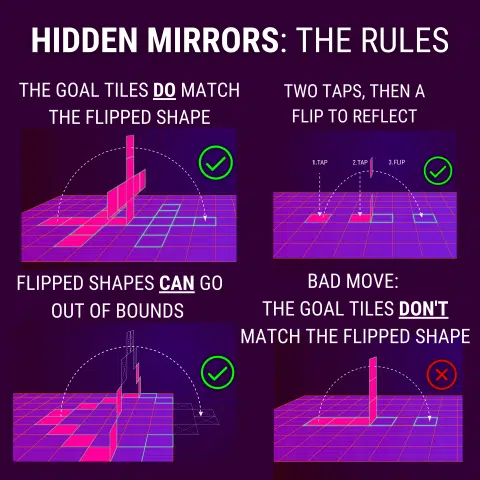 HIDDEN MIRRORS: THE RULES
THE GOAL TILES DO MATCH
THE FLIPPED SHAPE
TWO TAPS, THEN A
FLIP TO REFLECT
1.TAP 2.TAP 3.FLIP
FLIPPED SHAPES CAN GO
OUT OF BOUNDS
BAD MOVE:
THE GOAL TILES DON'T
MATCH THE FLIPPED SHAPE